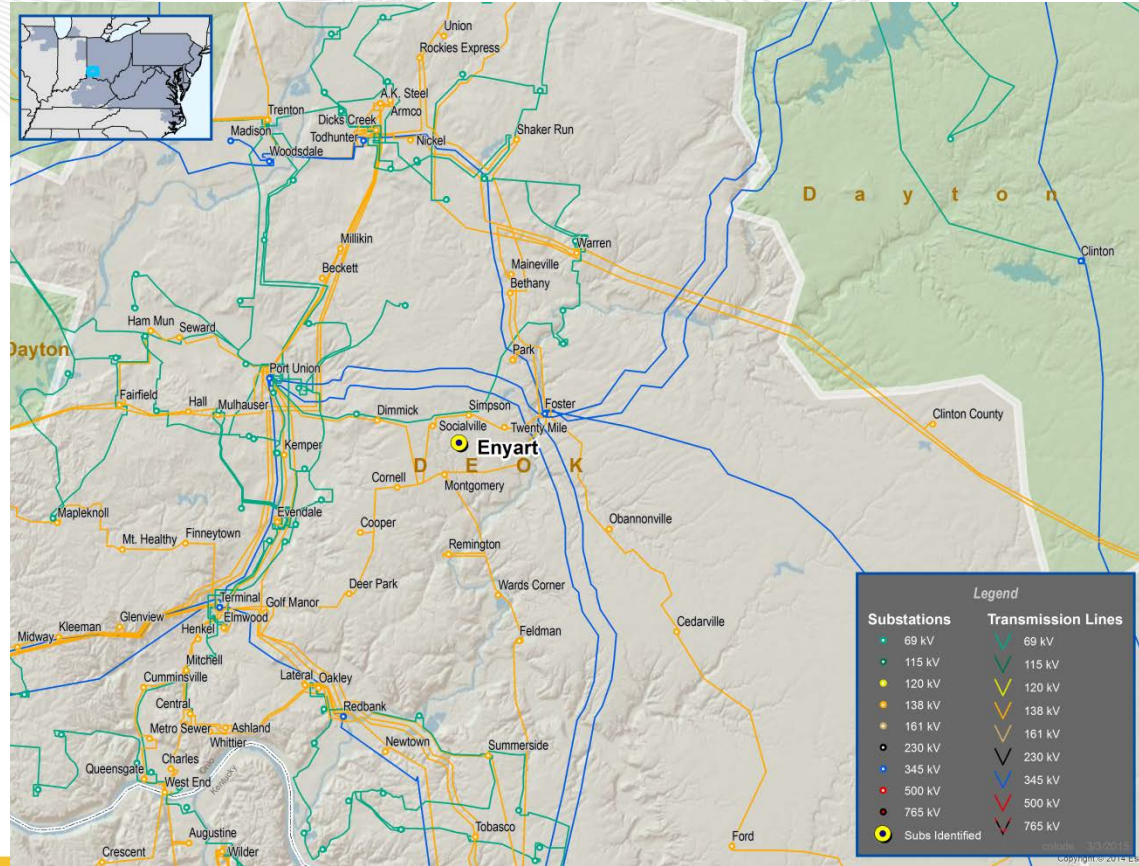 Union
Rockies Express
A.K. Steel
Trenton
Dicks Creek
Armco
Madison
Todhunter
Nickel
Shaker Run
Woodsdale
D a y t o n
Millikin
Warren
Clinton
Beckett
Maineville
Bethany
Ham Mun
Seward
Dayton
Port Union
Park
Fairfield
Hall
Mulhauser
Dimmick
Simpson
Foster
Socialville
Twenty Mile
Clinton County
Kemper
Enyart
D E O K
Cornell
Montgomery
Mapleknoll
Evendale
Cooper
Obannonville
Mt. Healthy
Finneytown
Remington
Deer Park
Wards Corner
Terminal
Golf Manor
Glenview
Elmwood
Kleeman
Henkel
Midway
Cedarville
Feldman
Mitchell
Cumminsville
Lateral
Oakley
Central
Redbank
Metro Sewer
Ashland
Whittier
Newtown
Summerside
Charles
Ohio
Kentucky
Queensgate
West End
Tobasco
Augustine
Crescent
Wilder
Ford
Legend
Substations
69 kV
115 kV
120 kV
138 kV
161 kV
230 kV
345 kV
500 kV
765 kV
Subs Identified
Transmission Lines
69 kV
115 kV
120 kV
138 kV
161 kV
230 kV
345 kV
500 kV
765 kV
3/3/2015
Copyright:© 2014